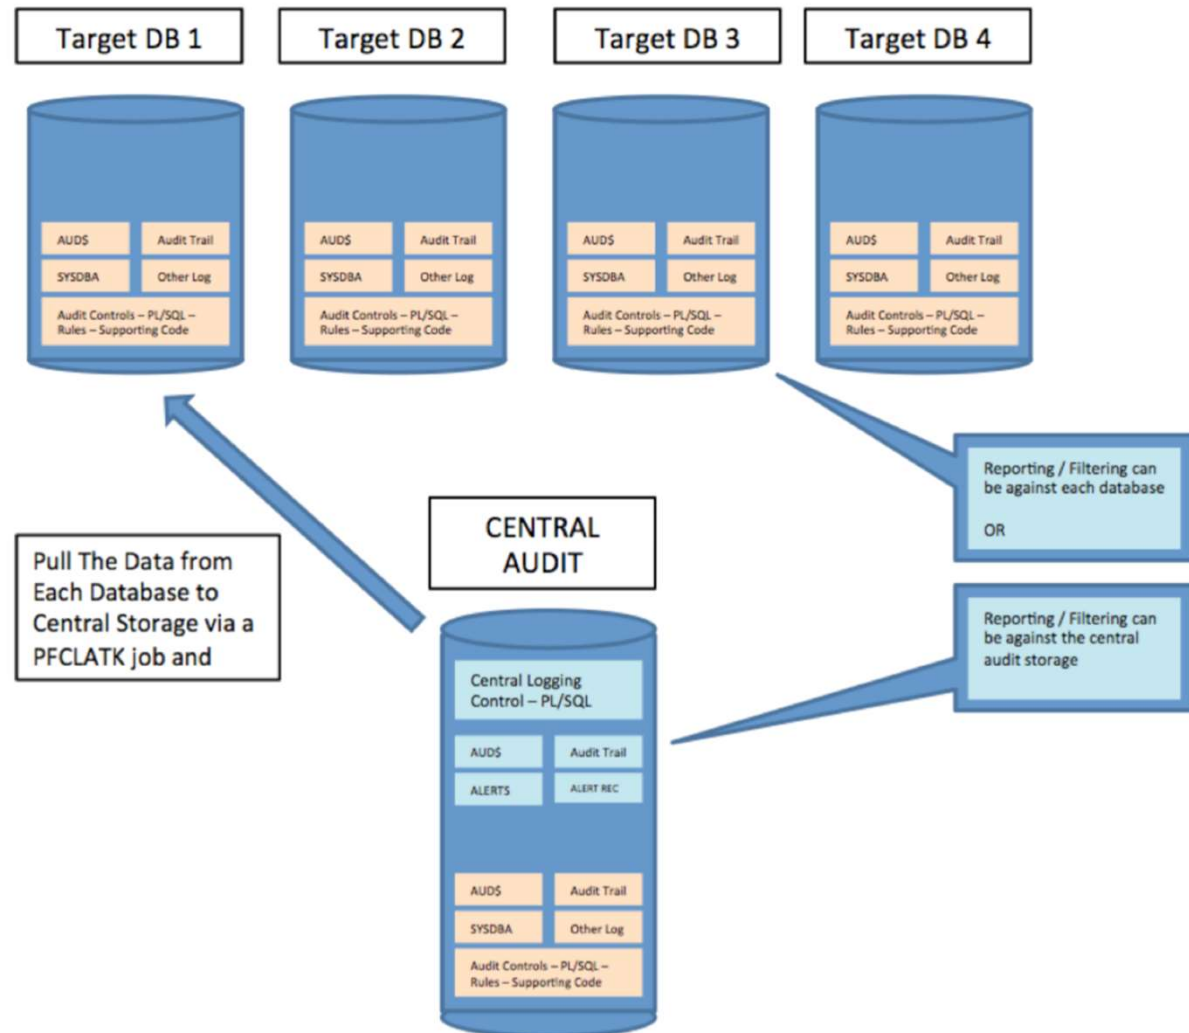 Target DB 1
Target DB 2
Target DB 3
Target DB 4
AUD$
Audit Trail
SYSDBA
Other Log
Audit Controls – PL/SQL –
Rules – Supporting Code
AUD$
Audit Trail
SYSDBA
Other Log
Audit Controls – PL/SQL –
Rules – Supporting Code
AUD$
Audit Trail
SYSDBA
Other Log
Audit Controls – PL/SQL –
Rules – Supporting Code
AUD$
Audit Trail
SYSDBA
Other Log
Audit Controls – PL/SQL –
Rules – Supporting Code
Reporting / Filtering can
be against each database
OR
Reporting / Filtering can
be against the central
audit storage
Pull The Data from
Each Database to
Central Storage via a
PFCLATK job and
CENTRAL
AUDIT
Central Logging
Control – PL/SQL
AUD$
Audit Trail
ALERTS
ALERT REC
AUD$
Audit Trail
SYSDBA
Other Log
Audit Controls – PL/SQL –
Rules – Supporting Code